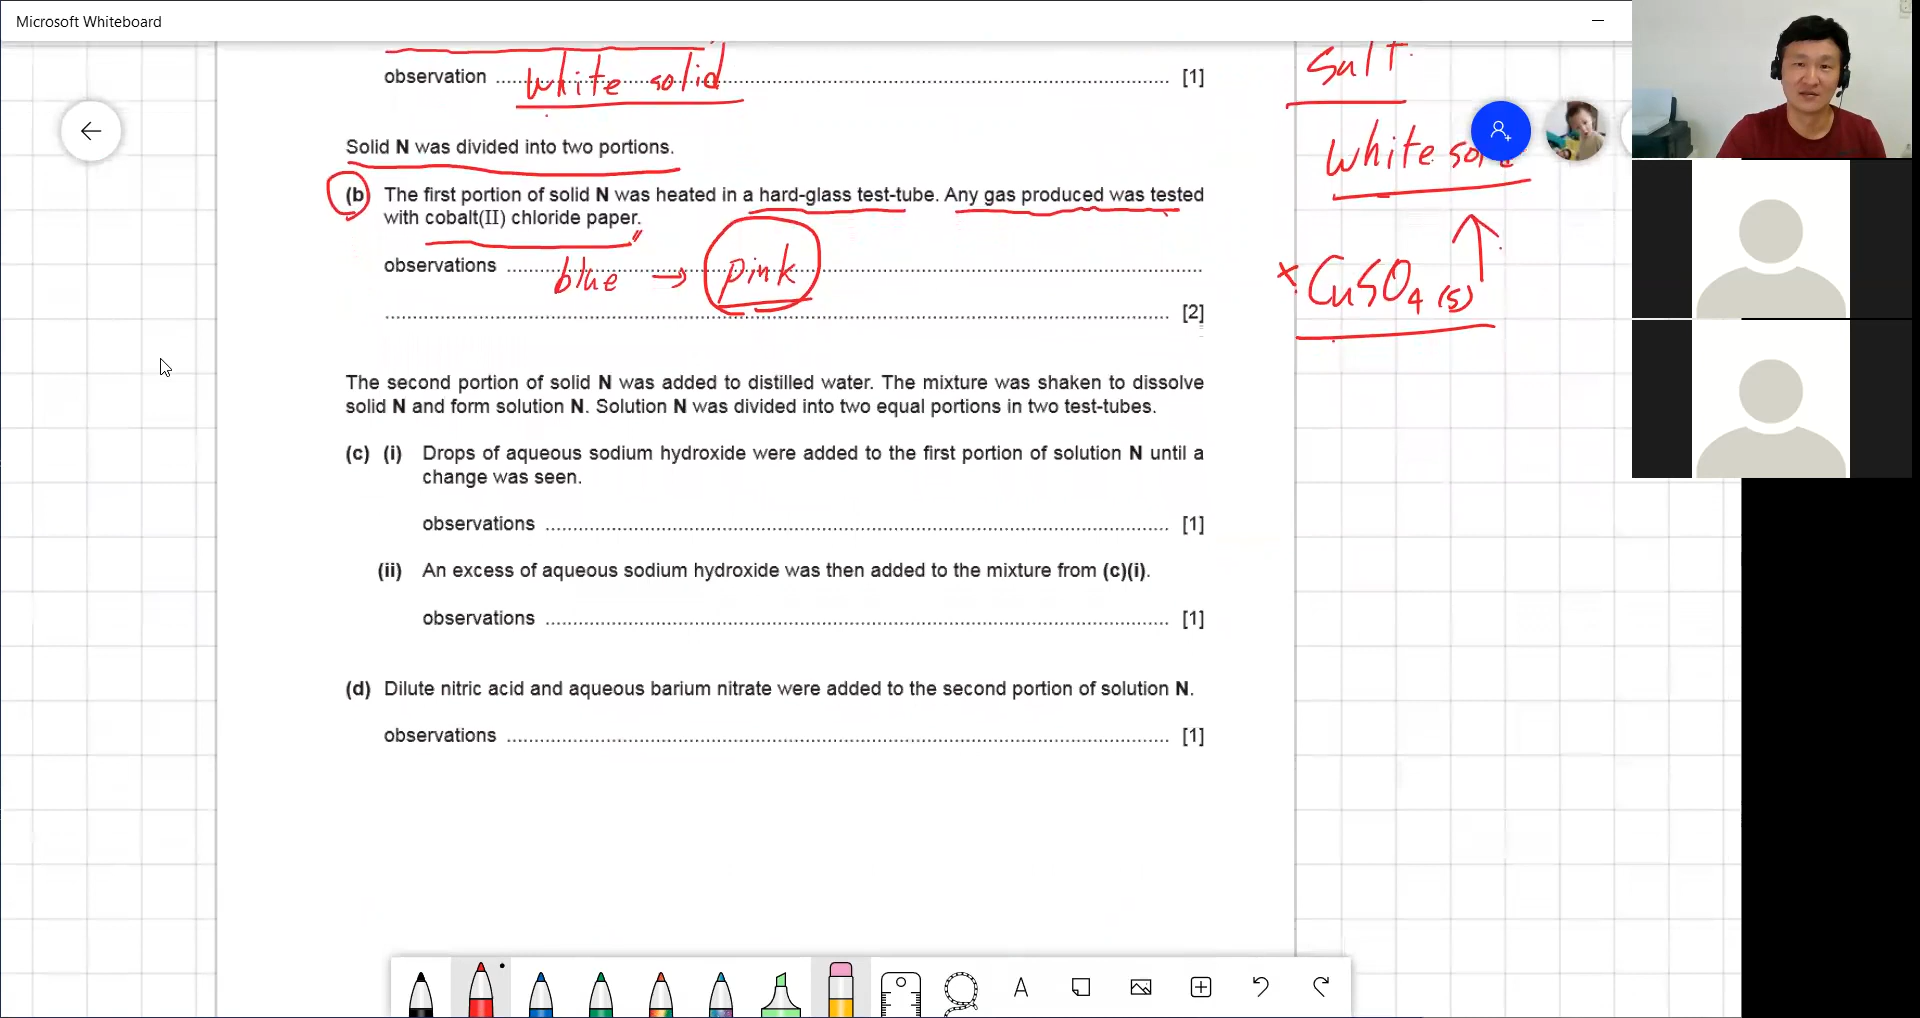 Microsoft Whiteboard
observation white solid [1]
Solid N was divided into two portions.
(b) The first portion of solid N was heated in a hard-glass test-tube. Any gas produced was tested
with cobalt(II) chloride paper.
observations blue → pink
[2]
The second portion of solid N was added to distilled water. The mixture was shaken to dissolve
solid N and form solution N. Solution N was divided into two equal portions in two test-tubes.
(c) (i) Drops of aqueous sodium hydroxide were added to the first portion of solution N until a
change was seen.
observations [1]
(ii) An excess of aqueous sodium hydroxide was then added to the mixture from (c)(i).
observations [1]
(d) Dilute nitric acid and aqueous barium nitrate were added to the second portion of solution N.
observations [1]
Salt.
White
CuSO4 (s)